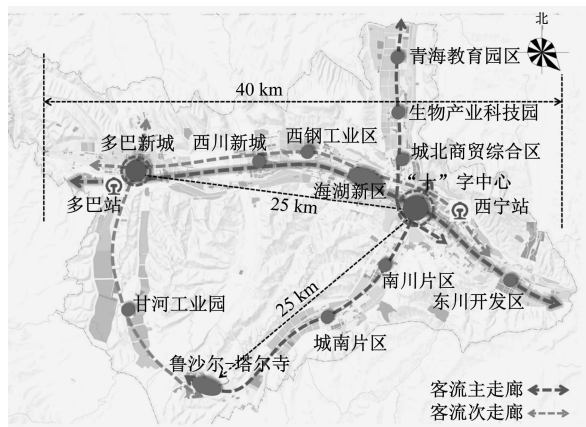 北
青海教育园区
40 km
生物产业科技园
多巴新城
西川新城
西钢工业区
城北商贸综合区
“十”字中心
海湖新区
多巴站
25 km
西宁站
南川片区
25 km
东川开发区
甘河工业园
城南片区
鲁沙尔-塔尔寺
客流主走廊
客流次走廊